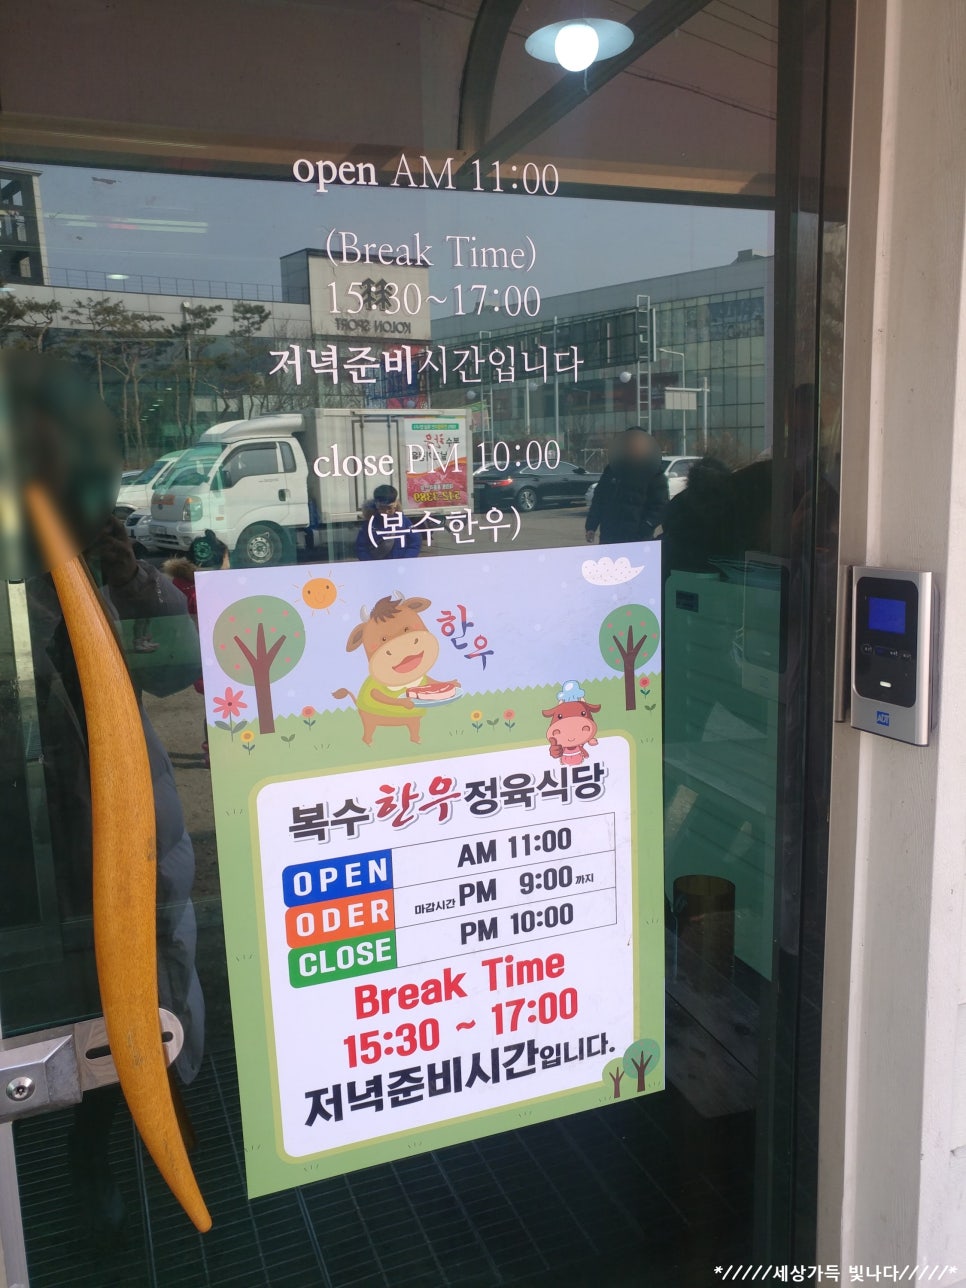 open AM 11:00
(Break Time)
15:30~17:00
저녁준비시간입니다
close PM 10:00
(복수한우)
KOLON SPORT
한우
복수한우정육식당
OPEN AM 11:00
ODER 마감시간 PM 9:00 까지
CLOSE PM 10:00
Break Time
15:30 ~ 17:00
저녁준비시간입니다.
ADT
*//////세상가득 빛나다//////*